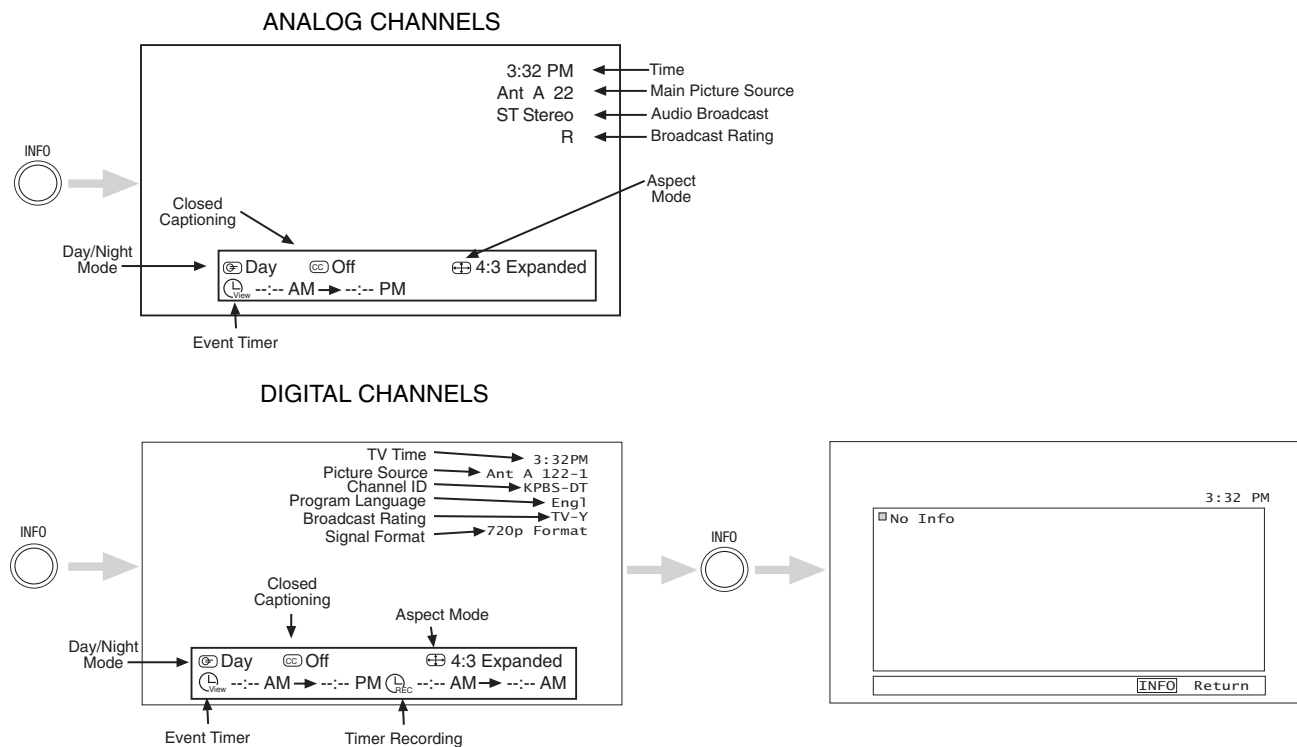 ANALOG CHANNELS
INFO
3:32 PM
Time
Ant A 22
Main Picture Source
ST Stereo
Audio Broadcast
R
Broadcast Rating
Aspect
Mode
Closed
Captioning
Day/Night
Mode
Day
CC Off
4:3 Expanded
View --:-- AM --:-- PM
Event Timer
DIGITAL CHANNELS
INFO
TV Time
3:32PM
Picture Source
Ant A 122-1
Channel ID
KPBS-DT
Program Language
Engl
Broadcast Rating
TV-Y
Signal Format
720p Format
Closed
Captioning
Aspect Mode
Day/Night
Mode
Day
CC Off
4:3 Expanded
View --:-- AM --:-- PM REC --:-- AM --:-- AM
Event Timer
Timer Recording
INFO
3:32 PM
No Info
INFO Return